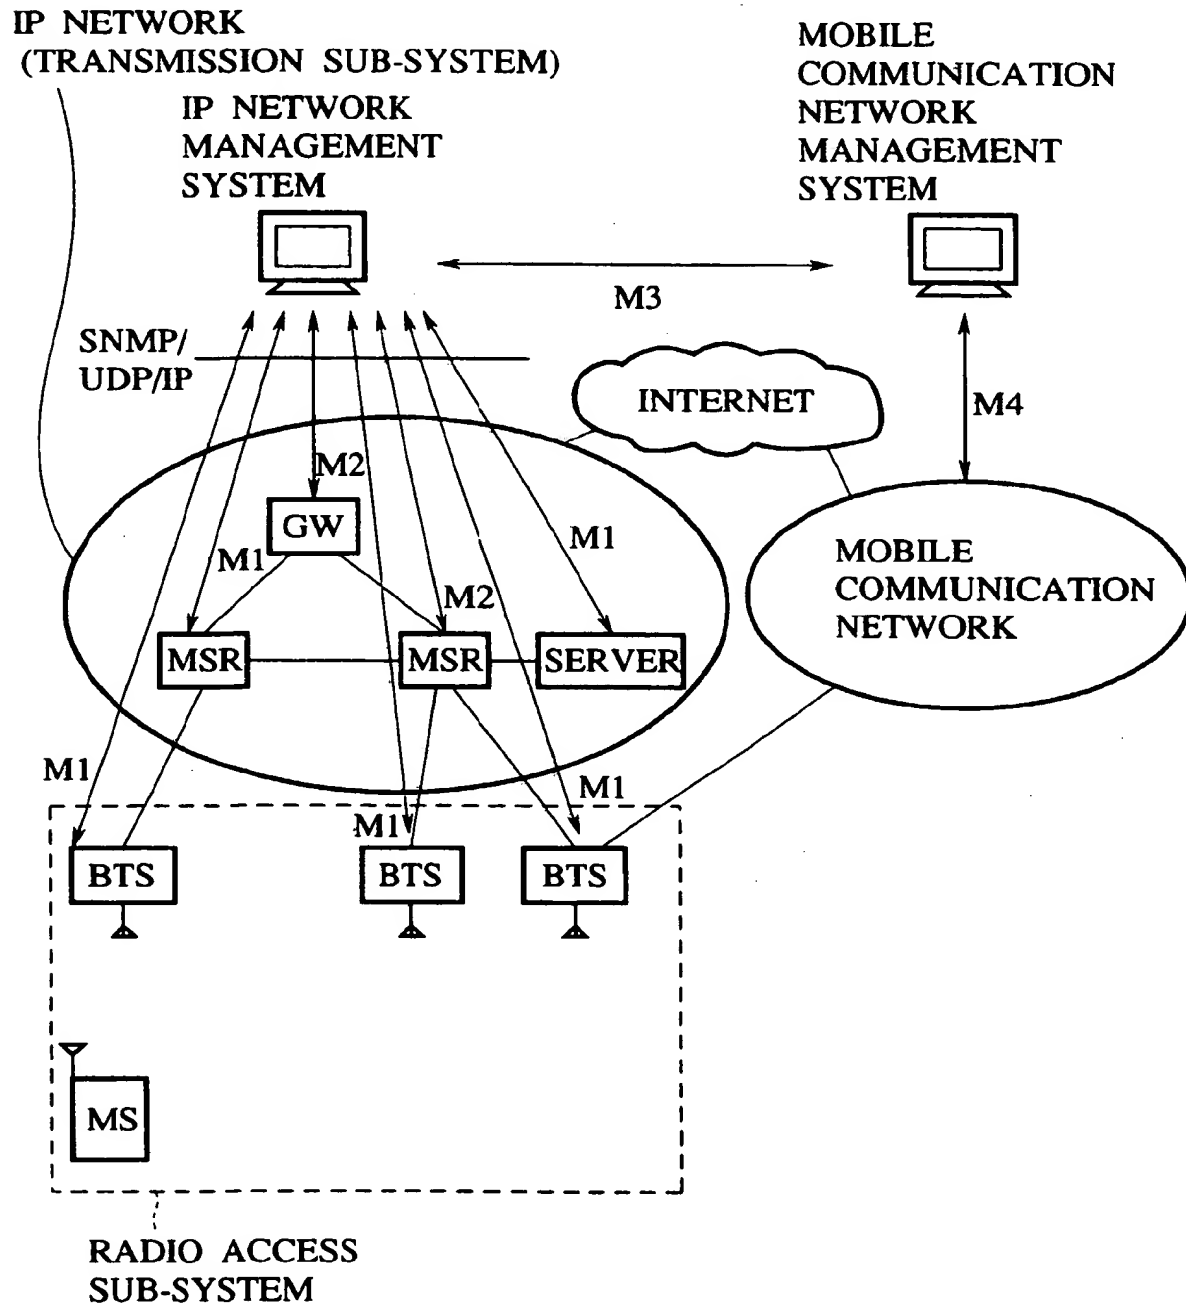 IP NETWORK
(TRANSMISSION SUB-SYSTEM)
IP NETWORK
MANAGEMENT
SYSTEM
MOBILE
COMMUNICATION
NETWORK
MANAGEMENT
SYSTEM
M3
SNMP/
UDP/IP
INTERNET
M4
M2
GW
M1
M1
M2
MOBILE
COMMUNICATION
NETWORK
MSR
MSR
SERVER
M1
M1
M1
BTS
BTS
BTS
MS
RADIO ACCESS
SUB-SYSTEM